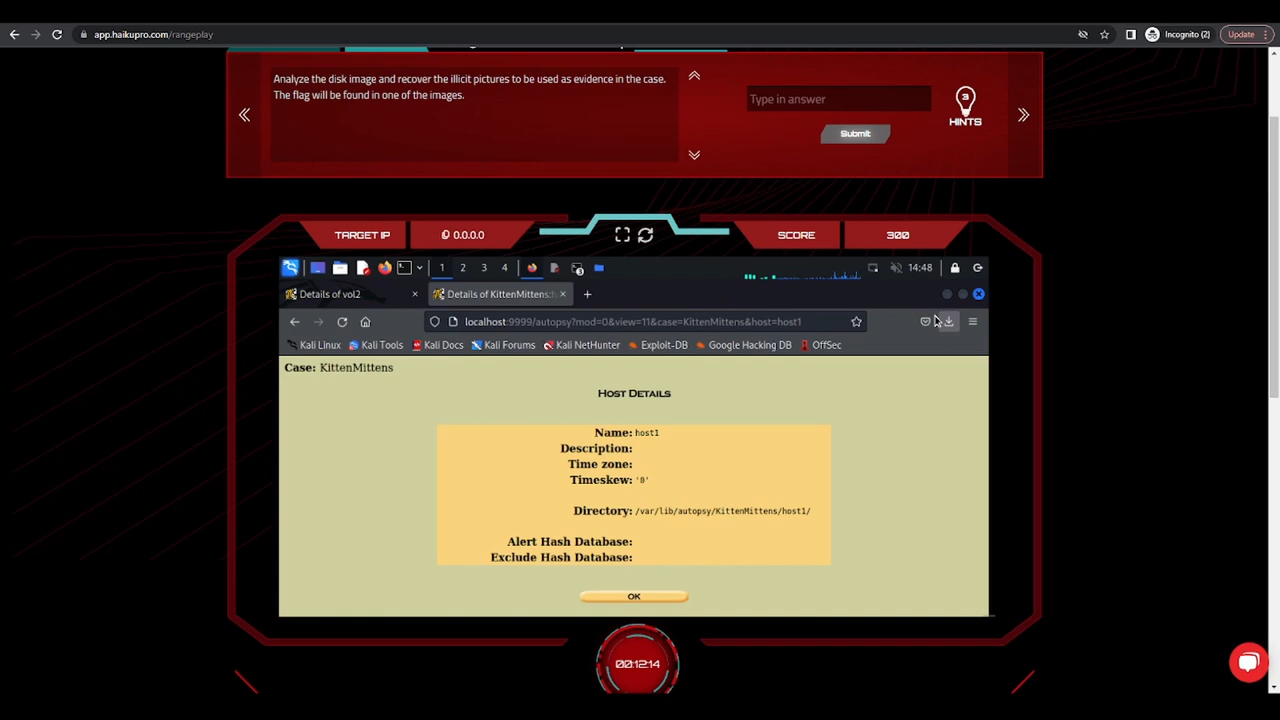 app.haikupro.com/rangeplay
Incognito (2)
Update
Analyze the disk image and recover the illicit pictures to be used as evidence in the case.
The flag will be found in one of the images.
Type in answer
Submit
3
HINTS
TARGET IP
0.0.0.0
SCORE
300
1 2 3 4
14:48
Details of vol2
Details of KittenMittens:h
localhost:9999/autopsy?mod=0&view=11&case=KittenMittens&host=host1
Kali Linux Kali Tools Kali Docs Kali Forums Kali NetHunter Exploit-DB Google Hacking DB OffSec
Case: KittenMittens
HOST DETAILS
Name: host1
Description:
Time zone:
Timeskew: '0'
Directory: /var/lib/autopsy/KittenMittens/host1/
Alert Hash Database:
Exclude Hash Database:
OK
00:12:14